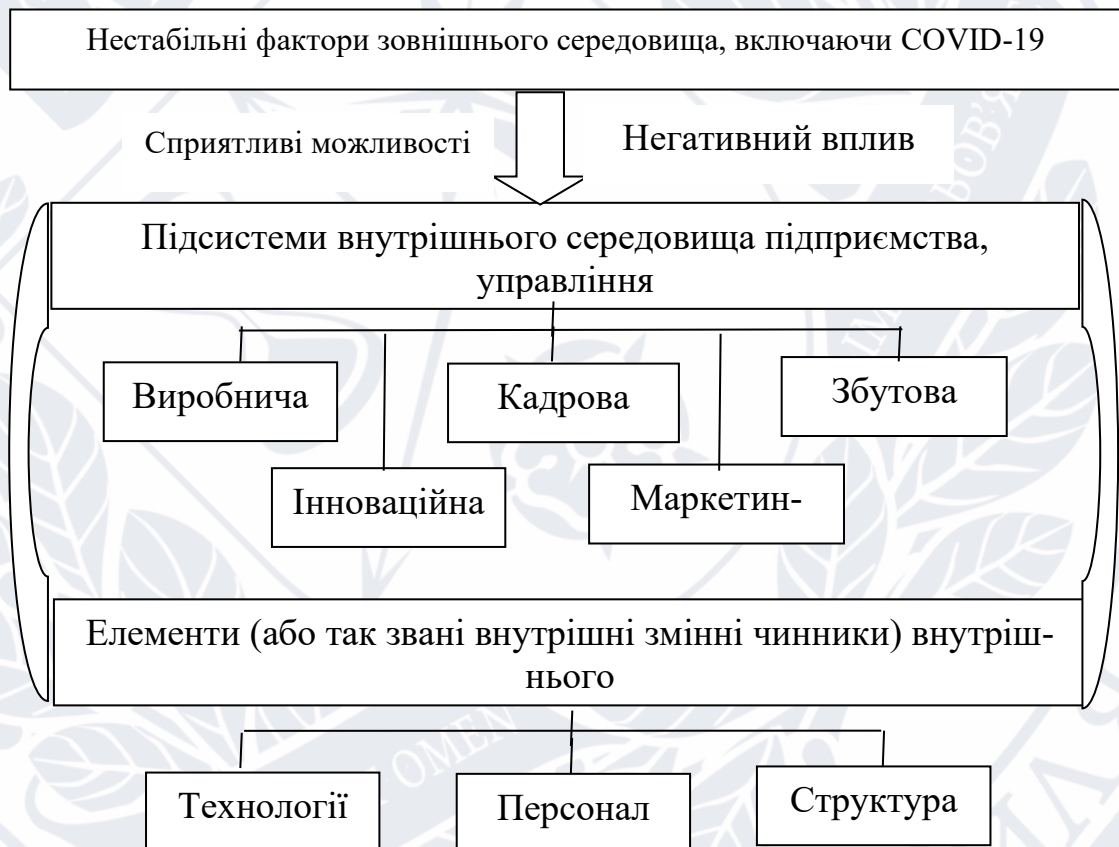 Нестабільні фактори зовнішнього середовища, включаючи COVID-19
Сприятливі можливості
Негативний вплив
Підсистеми внутрішнього середовища підприємства,
управління
Виробнича
Кадрова
Збутова
Інноваційна
Маркетин-
Елементи (або так звані внутрішні змінні чинники) внутріш-
нього
Технології
Персонал
Структура
OMEN